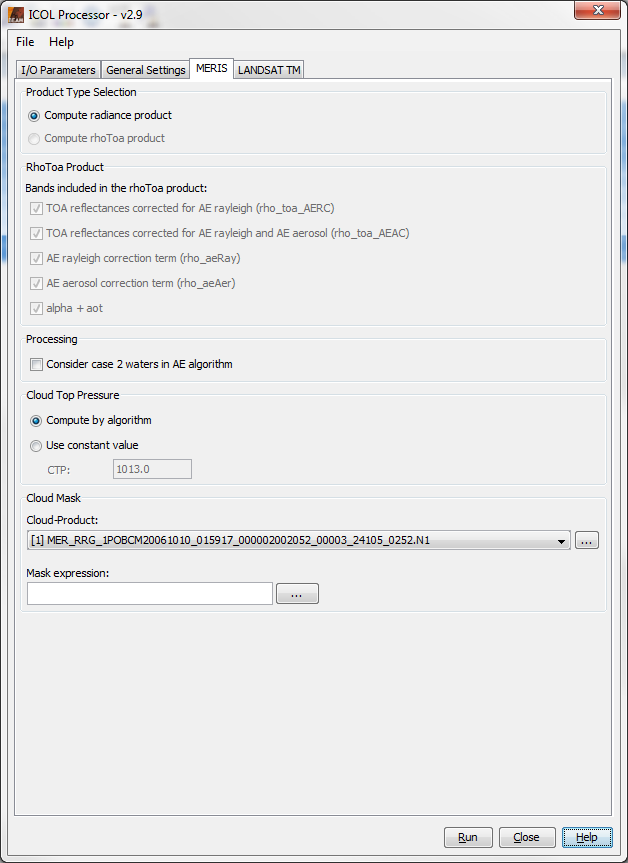 ICOL Processor - v2.9
File Help
I/O Parameters General Settings MERIS LANDSAT TM
Product Type Selection
Compute radiance product
Compute rhoToa product
RhoToa Product
Bands included in the rhoToa product:
TOA reflectances corrected for AE rayleigh (rho_toa_AERC)
TOA reflectances corrected for AE rayleigh and AE aerosol (rho_toa_AEAC)
AE rayleigh correction term (rho_aeRay)
AE aerosol correction term (rho_aeAer)
alpha + aot
Processing
Consider case 2 waters in AE algorithm
Cloud Top Pressure
Compute by algorithm
Use constant value
CTP: 1013.0
Cloud Mask
Cloud-Product:
[1] MER_RRG_1POBCM20061010_015917_000002002052_00003_24105_0252.N1 ...
Mask expression:
...
Run Close Help